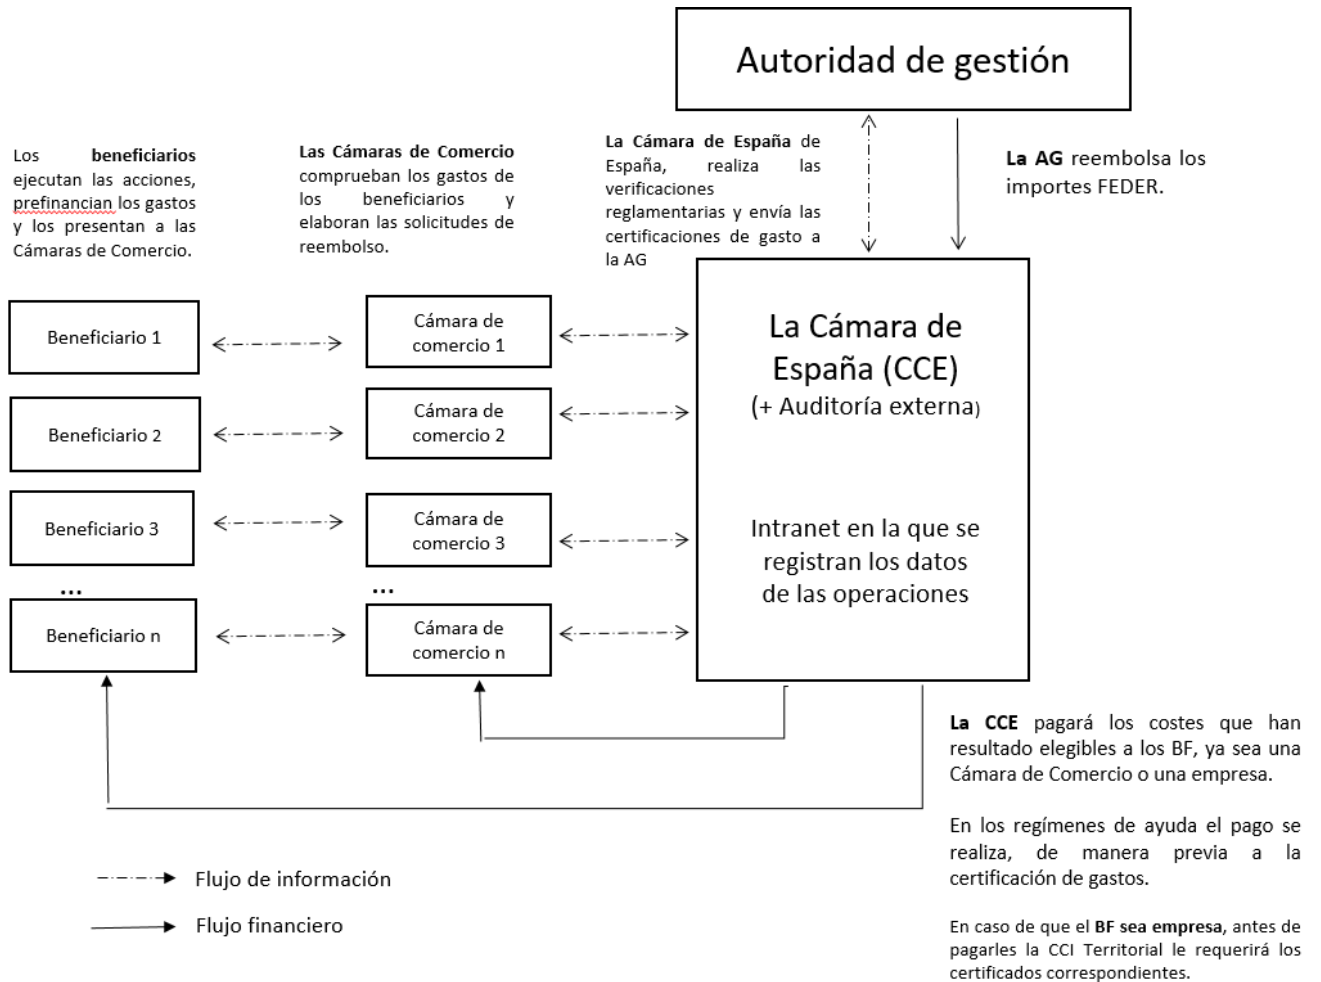 Autoridad de gestión
Los beneficiarios
ejecutan las acciones,
prefinancian los gastos
y los presentan a las
Cámaras de Comercio.
Las Cámaras de Comercio
comprueban los gastos de
los beneficiarios y
elaboran las solicitudes de
reembolso.
La Cámara de España de
España, realiza las
verificaciones
reglamentarias y envía las
certificaciones de gasto a
la AG
La AG reembolsa los
importes FEDER.
Beneficiario 1
Cámara de
comercio 1
Beneficiario 2
Cámara de
comercio 2
Beneficiario 3
Cámara de
comercio 3
...
...
Beneficiario n
Cámara de
comercio n
La Cámara de
España (CCE)
(+ Auditoría externa)
Intranet en la que se
registran los datos
de las operaciones
La CCE pagará los costes que han
resultado elegibles a los BF, ya sea una
Cámara de Comercio o una empresa.
En los regímenes de ayuda el pago se
realiza, de manera previa a la
certificación de gastos.
En caso de que el BF sea empresa, antes de
pagarles la CCI Territorial le requerirá los
certificados correspondientes.
Flujo de información
Flujo financiero